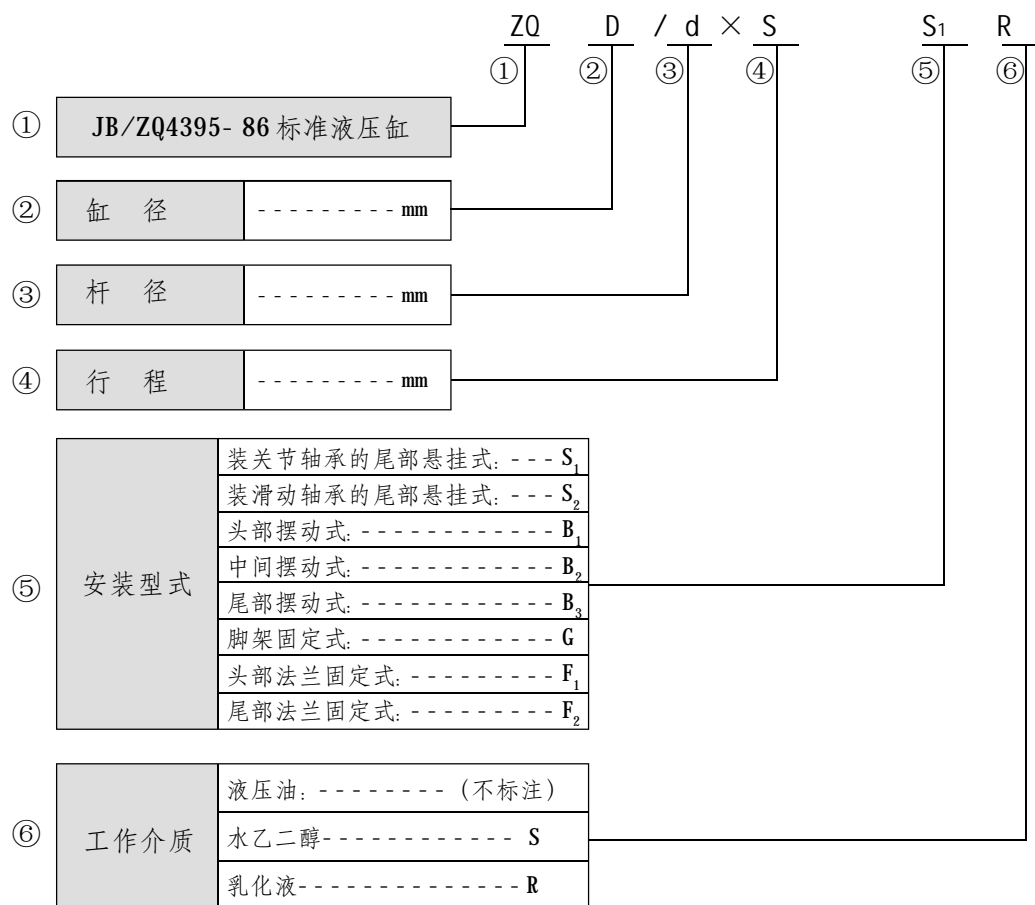 ZQ D / d × S S1 R
① ② ③ ④ ⑤ ⑥
① JB/ZQ4395- 86 标准液压缸
② 缸 径 - - - - - - - - - mm
③ 杆 径 - - - - - - - - - mm
④ 行 程 - - - - - - - - - mm
装关节轴承的尾部悬挂式: - - - S₁
装滑动轴承的尾部悬挂式: - - - S₂
头部摆动式: - - - - - - - - - - - - B₁
中间摆动式: - - - - - - - - - - - - B₂
⑤ 安装型式
尾部摆动式: - - - - - - - - - - - - B₃
脚架固定式: - - - - - - - - - - - - G
头部法兰固定式: - - - - - - - - - F₁
尾部法兰固定式: - - - - - - - - - F₂
液压油: - - - - - - - - (不标注)
⑥ 工作介质
水乙二醇- - - - - - - - - - - - S
乳化液- - - - - - - - - - - - - - R